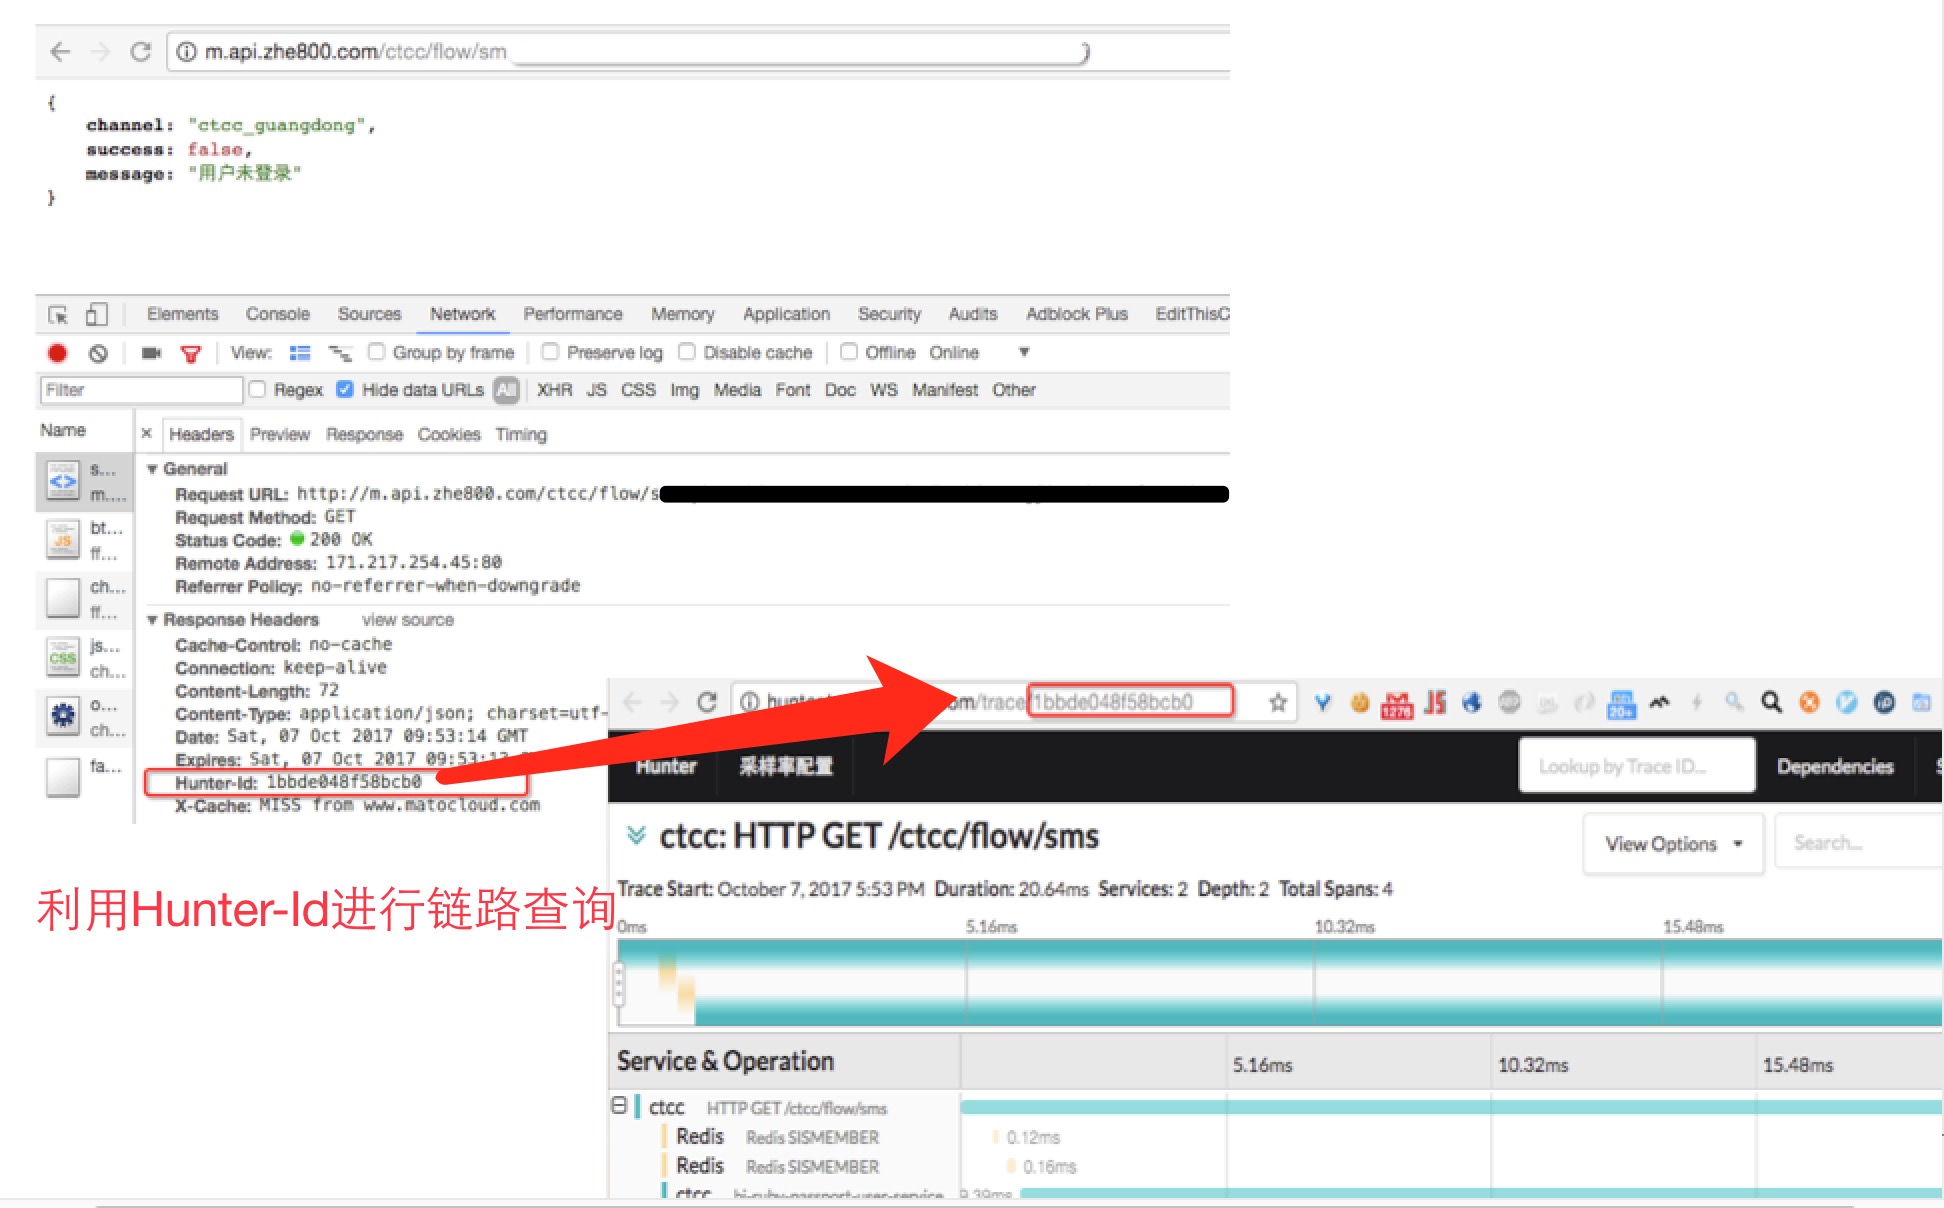 m.api.zhe800.com/ctcc/flow/sm
{
channel: "ctcc_guangdong",
success: false,
message: "用户未登录"
}
Elements Console Sources Network Performance Memory Application Security Audits Adblock Plus EditThisC
View: Group by frame Preserve log Disable cache Offline Online
Filter Regex Hide data URLs All XHR JS CSS Img Media Font Doc WS Manifest Other
Name × Headers Preview Response Cookies Timing
s...
m....
bt...
ff...
ch...
ff...
js...
ch...
o...
ch...
fa...
General
Request URL: http://m.api.zhe800.com/ctcc/flow/s
Request Method: GET
Status Code: 200 OK
Remote Address: 171.217.254.45:80
Referrer Policy: no-referrer-when-downgrade
Response Headers view source
Cache-Control: no-cache
Connection: keep-alive
Content-Length: 72
Content-Type: application/json; charset=utf-
Date: Sat, 07 Oct 2017 09:53:14 GMT
Expires: Sat, 07 Oct 2017 09:53:13
Hunter-Id: 1bbde048f58bcb0
X-Cache: MISS from www.matocloud.com
利用Hunter-Id进行链路查询
om/trace/1bbde048f58bcb0
1276
20+
Hunter 采样率配置 Lookup by Trace ID... Dependencies S
ctcc: HTTP GET /ctcc/flow/sms View Options Search...
Trace Start: October 7, 2017 5:53 PM Duration: 20.64ms Services: 2 Depth: 2 Total Spans: 4
0ms 5.16ms 10.32ms 15.48ms
Service & Operation 5.16ms 10.32ms 15.48ms
ctcc HTTP GET /ctcc/flow/sms
Redis Redis SISMEMBER 0.12ms
Redis Redis SISMEMBER 0.16ms
ctcc hi-ruby-passport-user-service 9.39ms